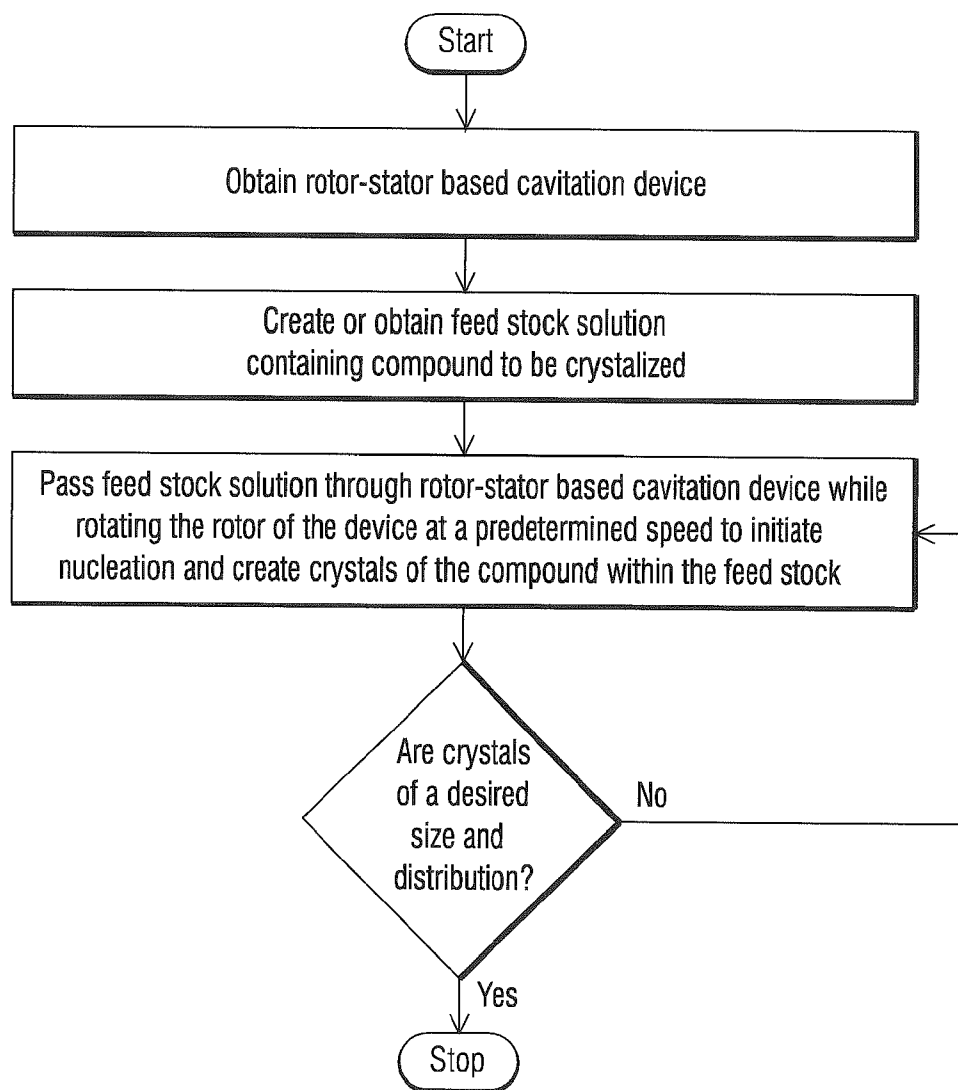 Start
Obtain rotor-stator based cavitation device
Create or obtain feed stock solution
containing compound to be crystalized
Pass feed stock solution through rotor-stator based cavitation device while
rotating the rotor of the device at a predetermined speed to initiate
nucleation and create crystals of the compound within the feed stock
Are crystals
of a desired
size and
distribution?
No
Yes
Stop